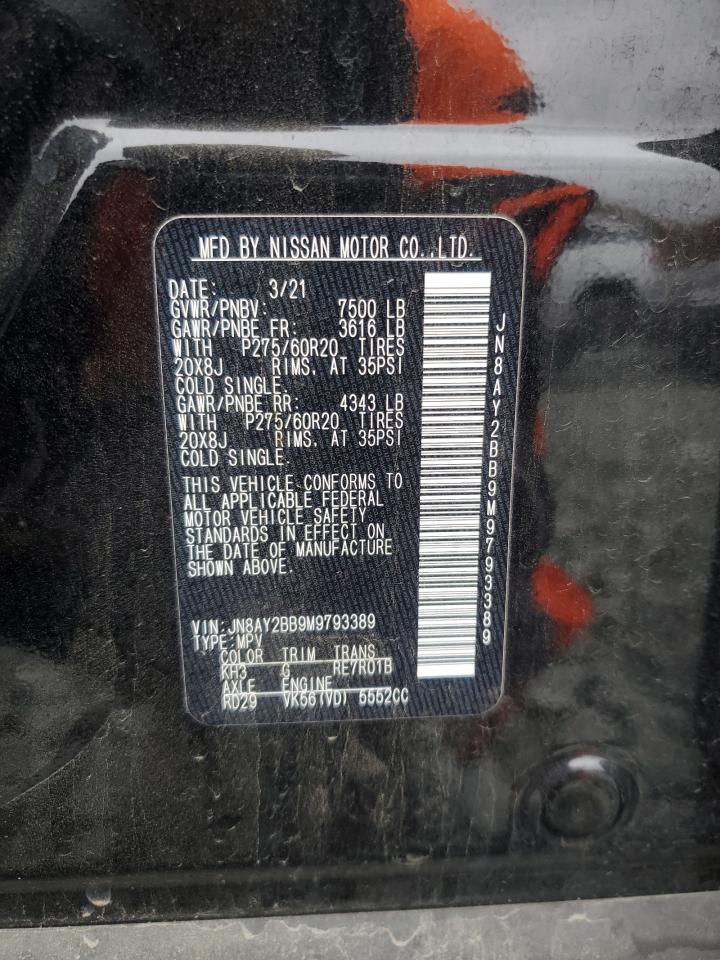 MFD BY NISSAN MOTOR CO.,LTD.
DATE: 3/21
GVWR/PNBV: 7500 LB
GAWR/PNBE FR: 3616 LB
WITH P275/60R20 TIRES
20X8J RIMS. AT 35PSI
COLD SINGLE.
GAWR/PNBE RR: 4343 LB
WITH P275/60R20 TIRES
20X8J RIMS. AT 35PSI
COLD SINGLE.
THIS VEHICLE CONFORMS TO
ALL APPLICABLE FEDERAL
MOTOR VEHICLE SAFETY
STANDARDS IN EFFECT ON
THE DATE OF MANUFACTURE
SHOWN ABOVE.
VIN:JN8AY2BB9M9793389
TYPE:MPV
COLOR TRIM TRANS
KH3 G RE7R01B
AXLE ENGINE
RD29 VK56(VD) 5552CC
JN8AY2BB9M9793389